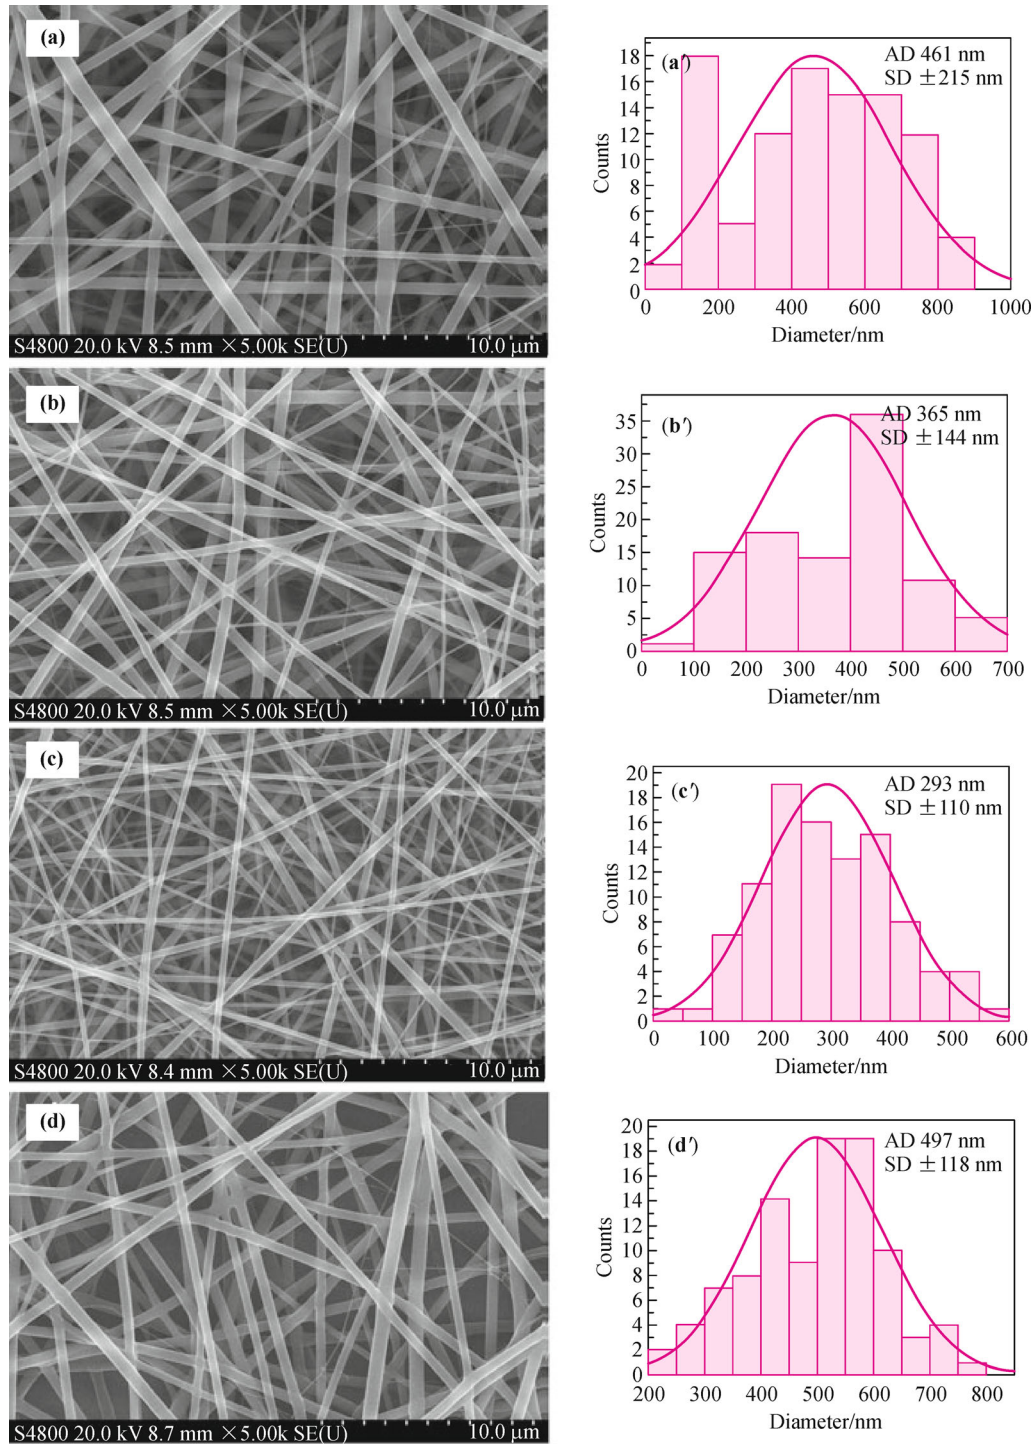 (a)
S4800 20.0 kV 8.5 mm ×5.00k SE(U) 10.0 μm
(a′)
AD 461 nm
SD ±215 nm
Counts
18
16
14
12
10
8
6
4
2
0
0 200 400 600 800 1000
Diameter/nm
(b)
S4800 20.0 kV 8.5 mm ×5.00k SE(U) 10.0 μm
(b′)
AD 365 nm
SD ±144 nm
Counts
35
30
25
20
15
10
5
0
0 100 200 300 400 500 600 700
Diameter/nm
(c)
S4800 20.0 kV 8.4 mm ×5.00k SE(U) 10.0 μm
(c′)
AD 293 nm
SD ±110 nm
Counts
20
18
16
14
12
10
8
6
4
2
0
0 100 200 300 400 500 600
Diameter/nm
(d)
S4800 20.0 kV 8.7 mm ×5.00k SE(U) 10.0 μm
(d′)
AD 497 nm
SD ±118 nm
Counts
20
18
16
14
12
10
8
6
4
2
0
200 300 400 500 600 700 800
Diameter/nm